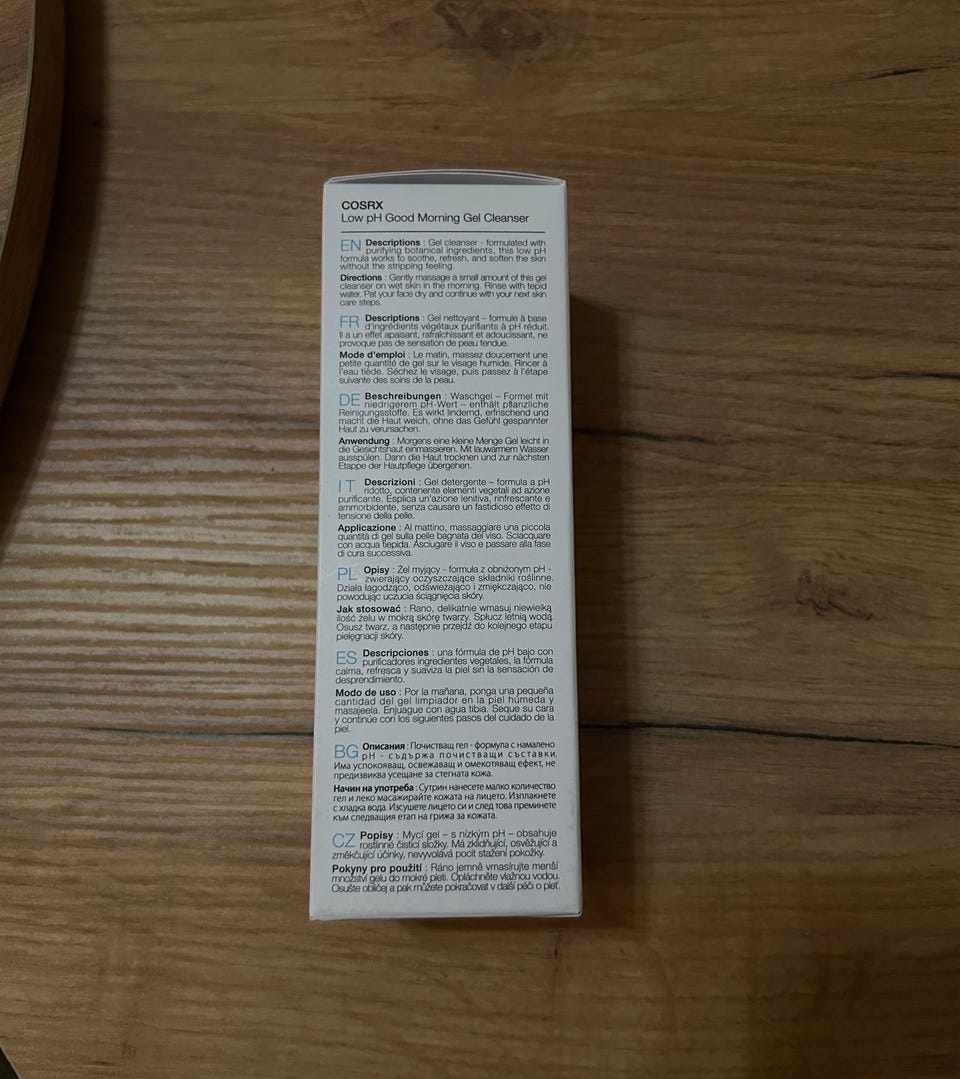 COSRX
Low pH Good Morning Gel Cleanser
EN Descriptions : Gel cleanser - formulated with
purifying botanical ingredients, this low pH
formula works to soothe, refresh, and soften the skin
without the stripping feeling.
Directions : Gently massage a small amount of this gel
cleanser on wet skin in the morning. Rinse with tepid
water. Pat your face dry and continue with your next skin
care steps.
FR Descriptions : Gel nettoyant – formule à base
d'ingrédients végétaux purifiants à pH réduit.
Il a un effet apaisant, rafraîchissant et adoucissant, ne
provoque pas de sensation de peau tendue.
Mode d'emploi : Le matin, massez doucement une
petite quantité de gel sur le visage humide. Rincer à
l'eau tiède. Séchez le visage, puis passez à l'étape
suivante des soins de la peau.
DE Beschreibungen : Waschgel – Formel mit
niedrigerem pH-Wert – enthält pflanzliche
Reinigungsstoffe. Es wirkt lindernd, erfrischend und
macht die Haut weich, ohne das Gefühl gespannter
Haut zu verursachen.
Anwendung : Morgens eine kleine Menge Gel leicht in
die Gesichtshaut einmassieren. Mit lauwarmem Wasser
ausspülen. Dann die Haut trocknen und zur nächsten
Etappe der Hautpflege übergehen.
IT Descrizioni : Gel detergente – formula a pH
ridotto, contenente elementi vegetali ad azione
purificante. Esplica un'azione lenitiva, rinfrescante e
ammorbidente, senza causare un fastidioso effetto di
tensione della pelle.
Applicazione : Al mattino, massaggiare una piccola
quantità di gel sulla pelle bagnata del viso. Sciacquare
con acqua tiepida. Asciugare il viso e passare alla fase
di cura successiva.
PL Opisy : Żel myjący - formuła z obniżonym pH -
zwierający oczyszczające składniki roślinne.
Działa łagodząco, odświeżająco i zmiękczająco, nie
powodując uczucia ściągnięcia skóry.
Jak stosować : Rano, delikatnie wmasuj niewielką
ilość żelu w mokrą skórę twarzy. Spłucz letnią wodą.
Osusz twarz, a następnie przejdź do kolejnego etapu
pielęgnacji skóry.
ES Descripciones : una fórmula de pH bajo con
purificadores ingredientes vegetales, la fórmula
calma, refresca y suaviza la piel sin la sensación de
desprendimiento.
Modo de uso : Por la mañana, ponga una pequeña
cantidad del gel limpiador en la piel húmeda y
masajeela. Enjuague con agua tibia. Seque su cara
y continúe con los siguientes pasos del cuidado de la
piel.
BG Описания : Почистващ гел - формула с намалено
pH - съдържа почистващи съставки.
Има успокояващ, освежаващ и омекотяващ ефект, не
предизвиква усещане за стегната кожа.
Начин на употреба : Сутрин нанесете малко количество
гел и леко масажирайте кожата на лицето. Изплакнете
с хладка вода. Изсушете лицето си и след това преминете
към следващия етап на грижа за кожата.
CZ Popisy : Mycí gel – s nízkým pH – obsahuje
rostlinné čisticí složky. Má zklidňující, osvěžující a
změkčující účinky, nevyvolává pocit stažení pokožky.
Pokyny pro použití : Ráno jemně vmasírujte menší
množství gelu do mokré pleti. Opláchněte vlažnou vodou.
Osušte obličej a pak můžete pokračovat v další péči o pleť.